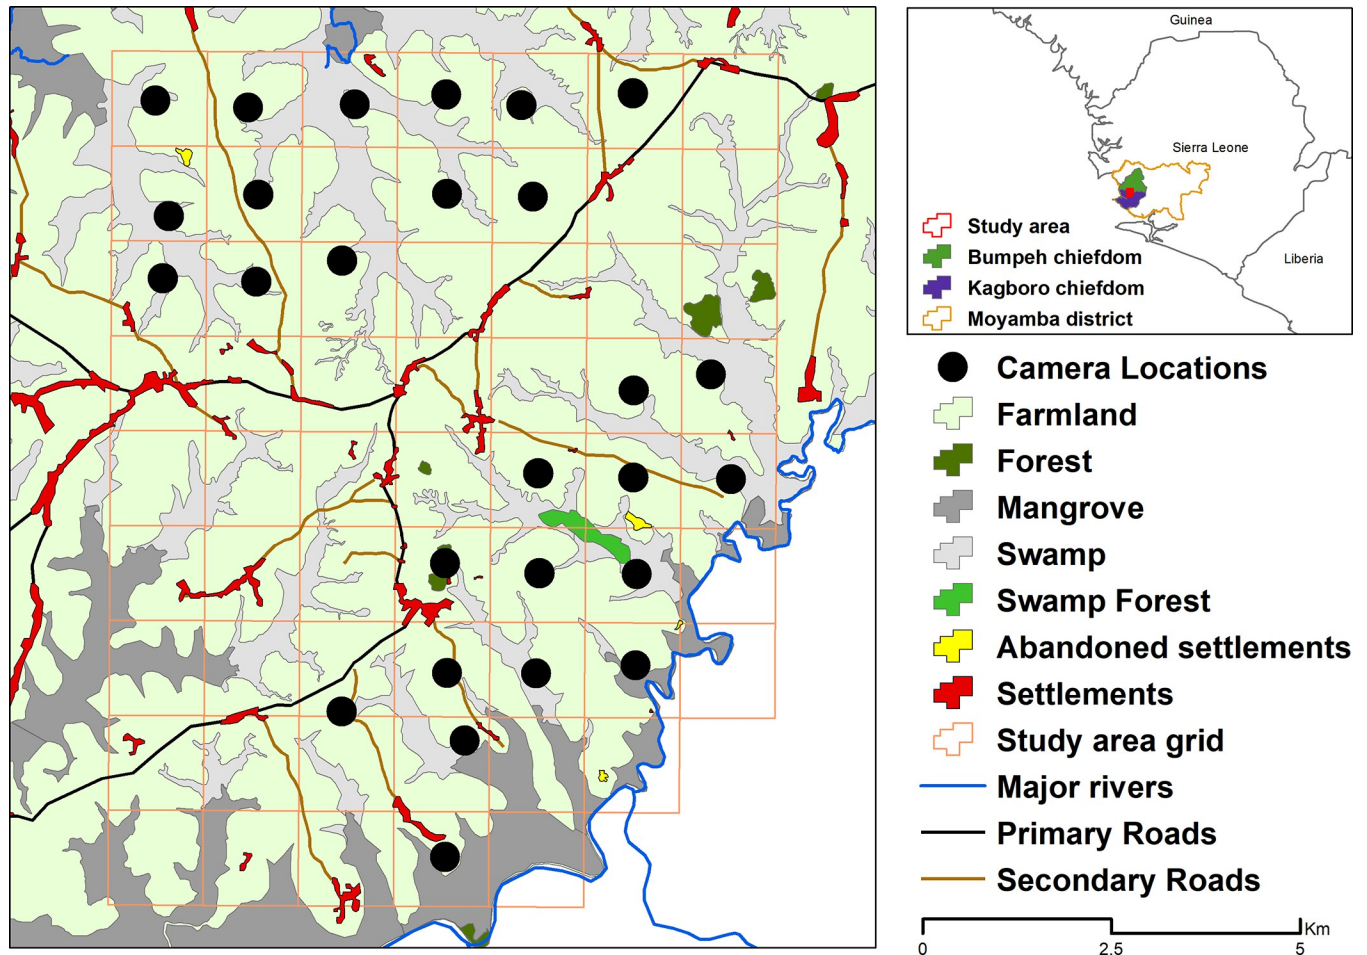 Guinea
Sierra Leone
Liberia
Study area
Bumpeh chiefdom
Kagboro chiefdom
Moyamba district
Camera Locations
Farmland
Forest
Mangrove
Swamp
Swamp Forest
Abandoned settlements
Settlements
Study area grid
Major rivers
Primary Roads
Secondary Roads
Km
0 2.5 5